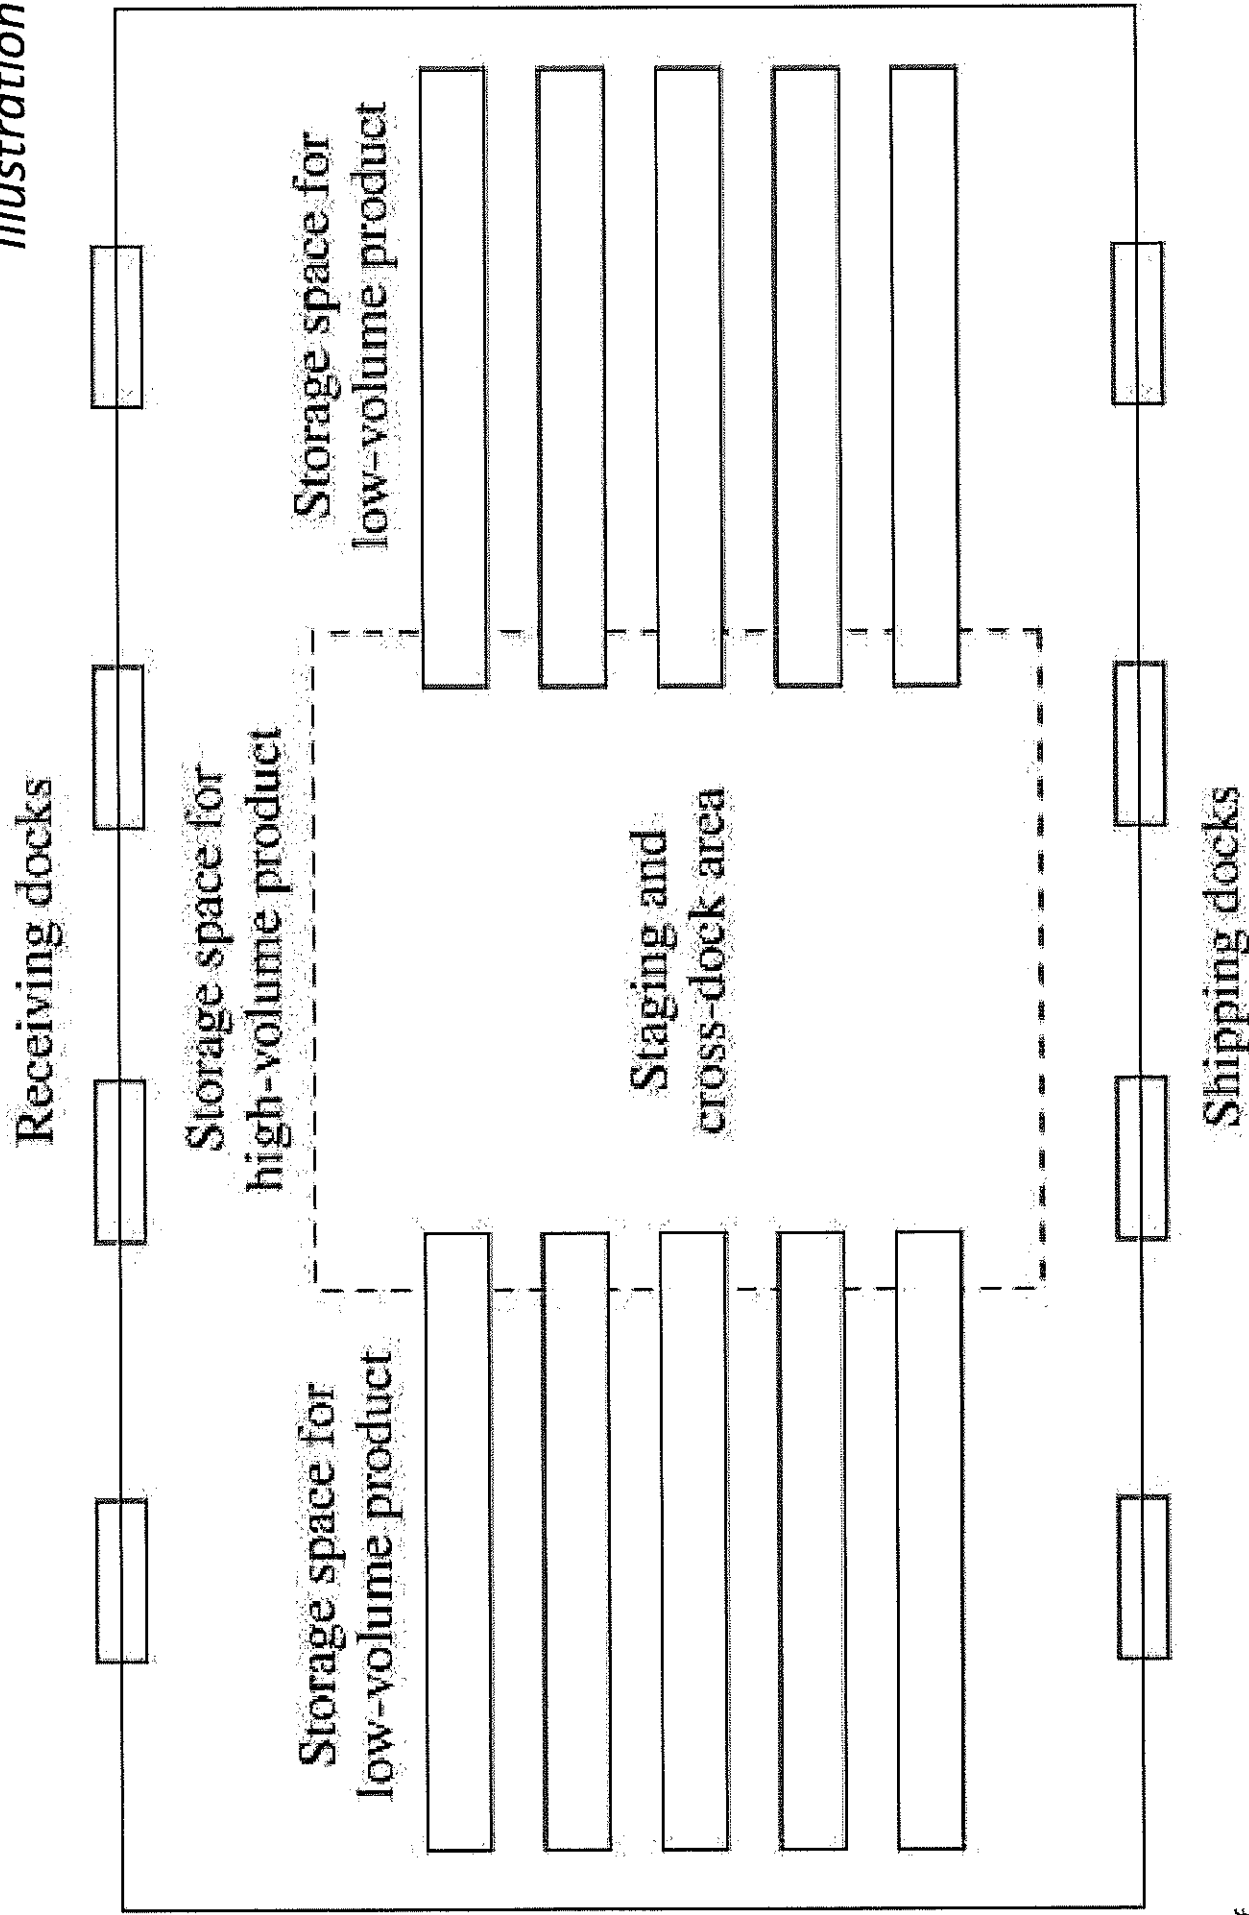 Illustration
Receiving docks
Storage space for
high-volume product
Storage space for
low-volume product
Storage space for
low-volume product
Staging and
cross-dock area
Shipping docks